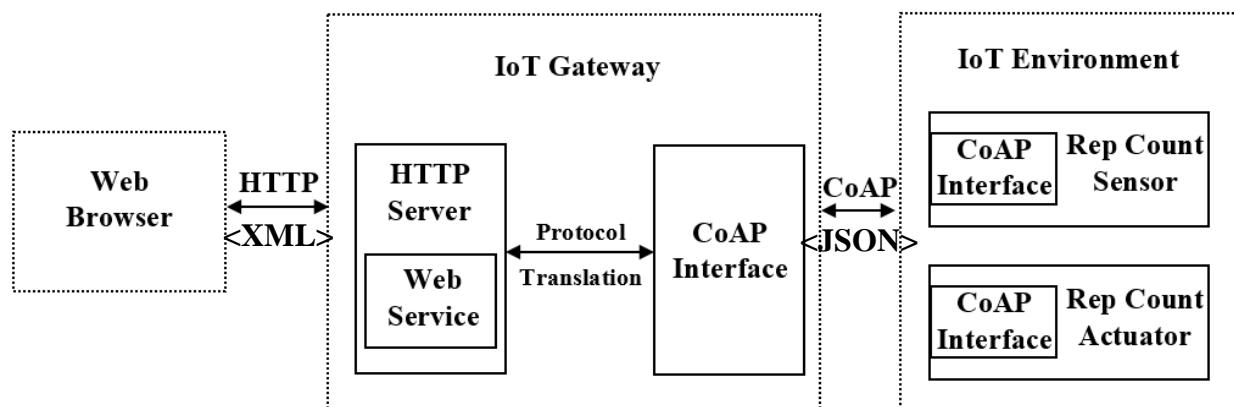 Web
Browser
HTTP
<XML>
IoT Gateway
HTTP
Server
Web
Service
Protocol
Translation
CoAP
Interface
CoAP
<JSON>
IoT Environment
CoAP
Interface
Rep Count
Sensor
CoAP
Interface
Rep Count
Actuator